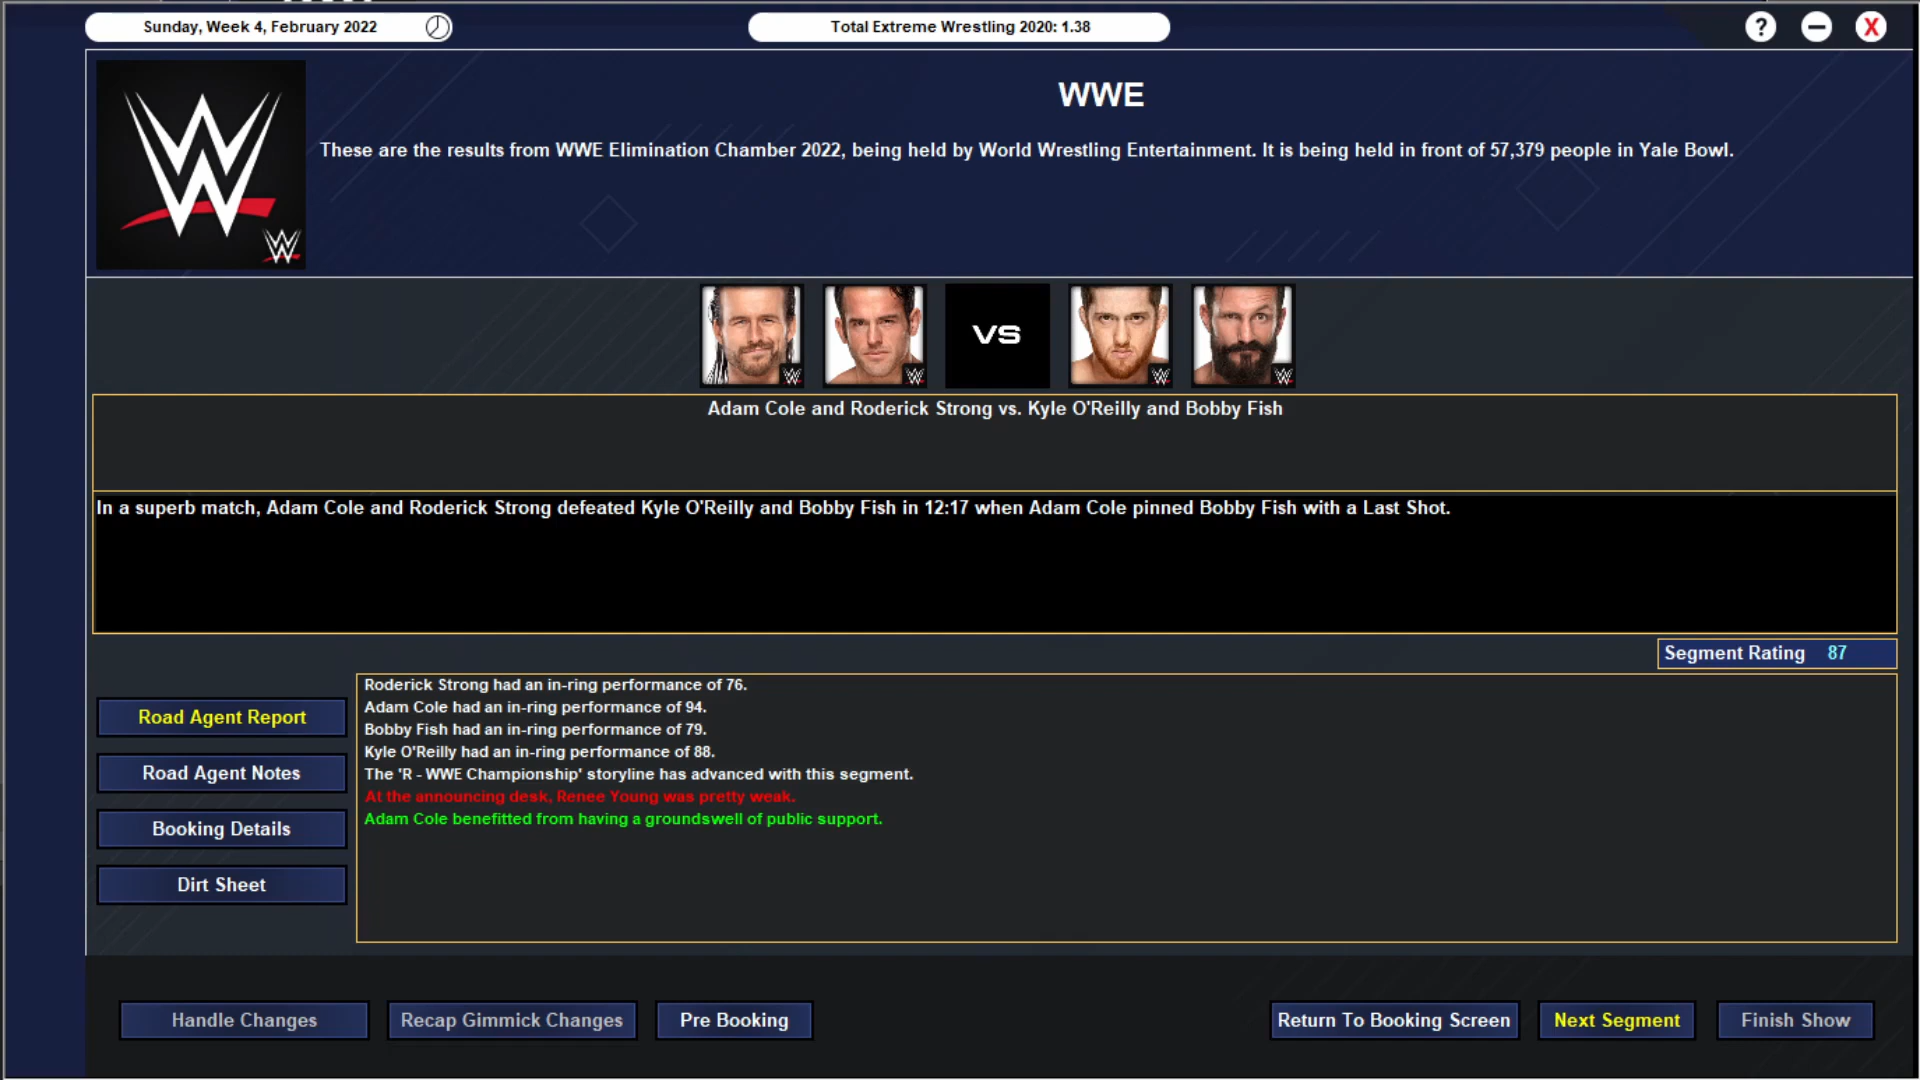 Sunday, Week 4, February 2022
Total Extreme Wrestling 2020: 1.38
?
X
WWE
These are the results from WWE Elimination Chamber 2022, being held by World Wrestling Entertainment. It is being held in front of 57,379 people in Yale Bowl.
VS
Adam Cole and Roderick Strong vs. Kyle O'Reilly and Bobby Fish
In a superb match, Adam Cole and Roderick Strong defeated Kyle O'Reilly and Bobby Fish in 12:17 when Adam Cole pinned Bobby Fish with a Last Shot.
Segment Rating 87
Road Agent Report
Road Agent Notes
Booking Details
Dirt Sheet
Roderick Strong had an in-ring performance of 76.
Adam Cole had an in-ring performance of 94.
Bobby Fish had an in-ring performance of 79.
Kyle O'Reilly had an in-ring performance of 88.
The 'R - WWE Championship' storyline has advanced with this segment.
At the announcing desk, Renee Young was pretty weak.
Adam Cole benefitted from having a groundswell of public support.
Handle Changes
Recap Gimmick Changes
Pre Booking
Return To Booking Screen
Next Segment
Finish Show